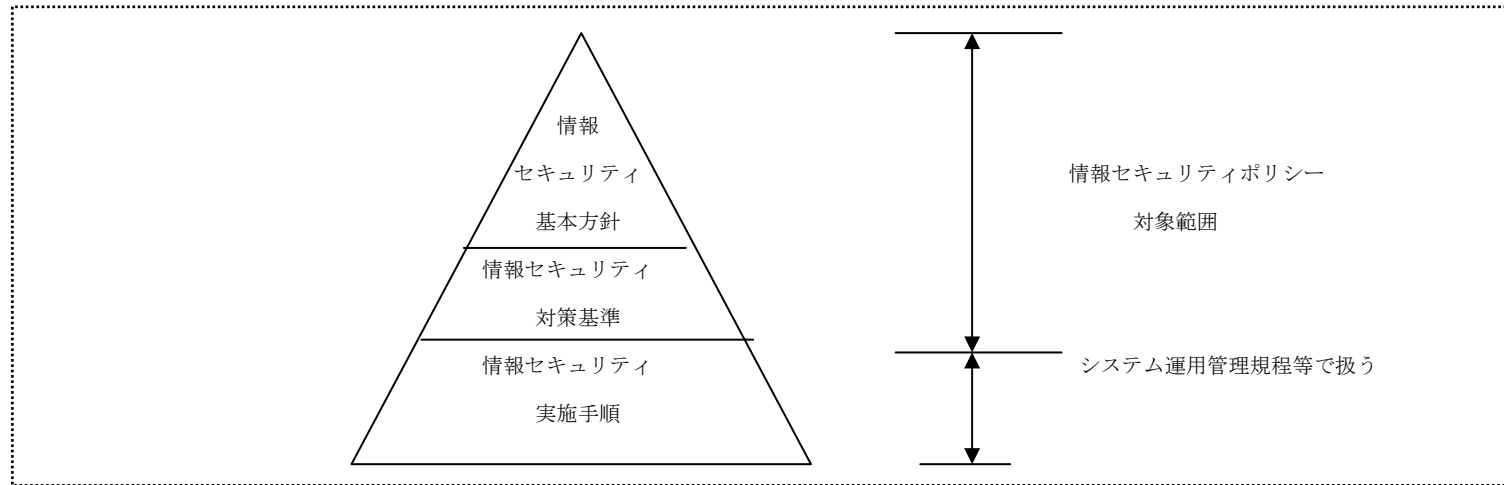 情報
セキュリティ
基本方針
情報セキュリティ
対策基準
情報セキュリティ
実施手順
情報セキュリティポリシー
対象範囲
システム運用管理規程等で扱う